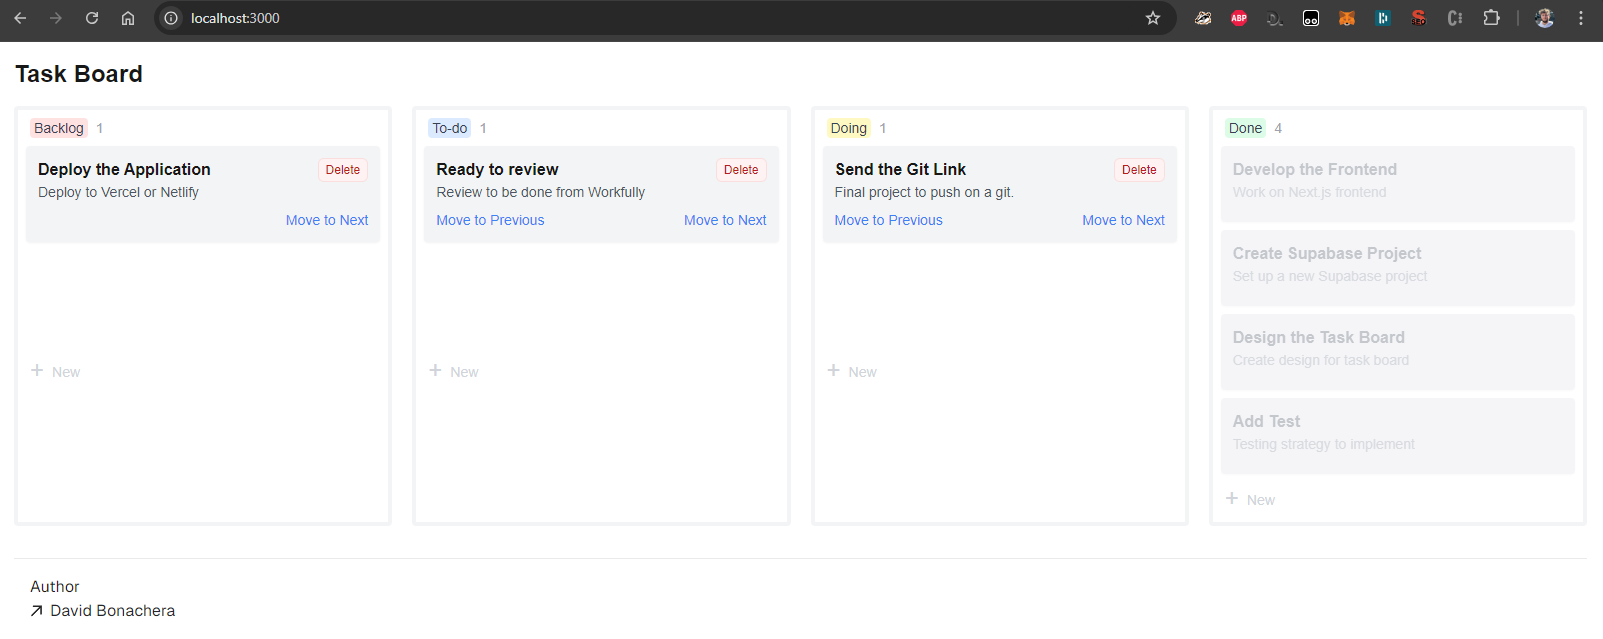 localhost:3000
ABP
SEO
Task Board
Backlog 1
Deploy the Application
Delete
Deploy to Vercel or Netlify
Move to Next
+ New
To-do 1
Ready to review
Delete
Review to be done from Workfully
Move to Previous
Move to Next
+ New
Doing 1
Send the Git Link
Delete
Final project to push on a git.
Move to Previous
Move to Next
+ New
Done 4
Develop the Frontend
Work on Next.js frontend
Create Supabase Project
Set up a new Supabase project
Design the Task Board
Create design for task board
Add Test
Testing strategy to implement
+ New
Author
David Bonachera